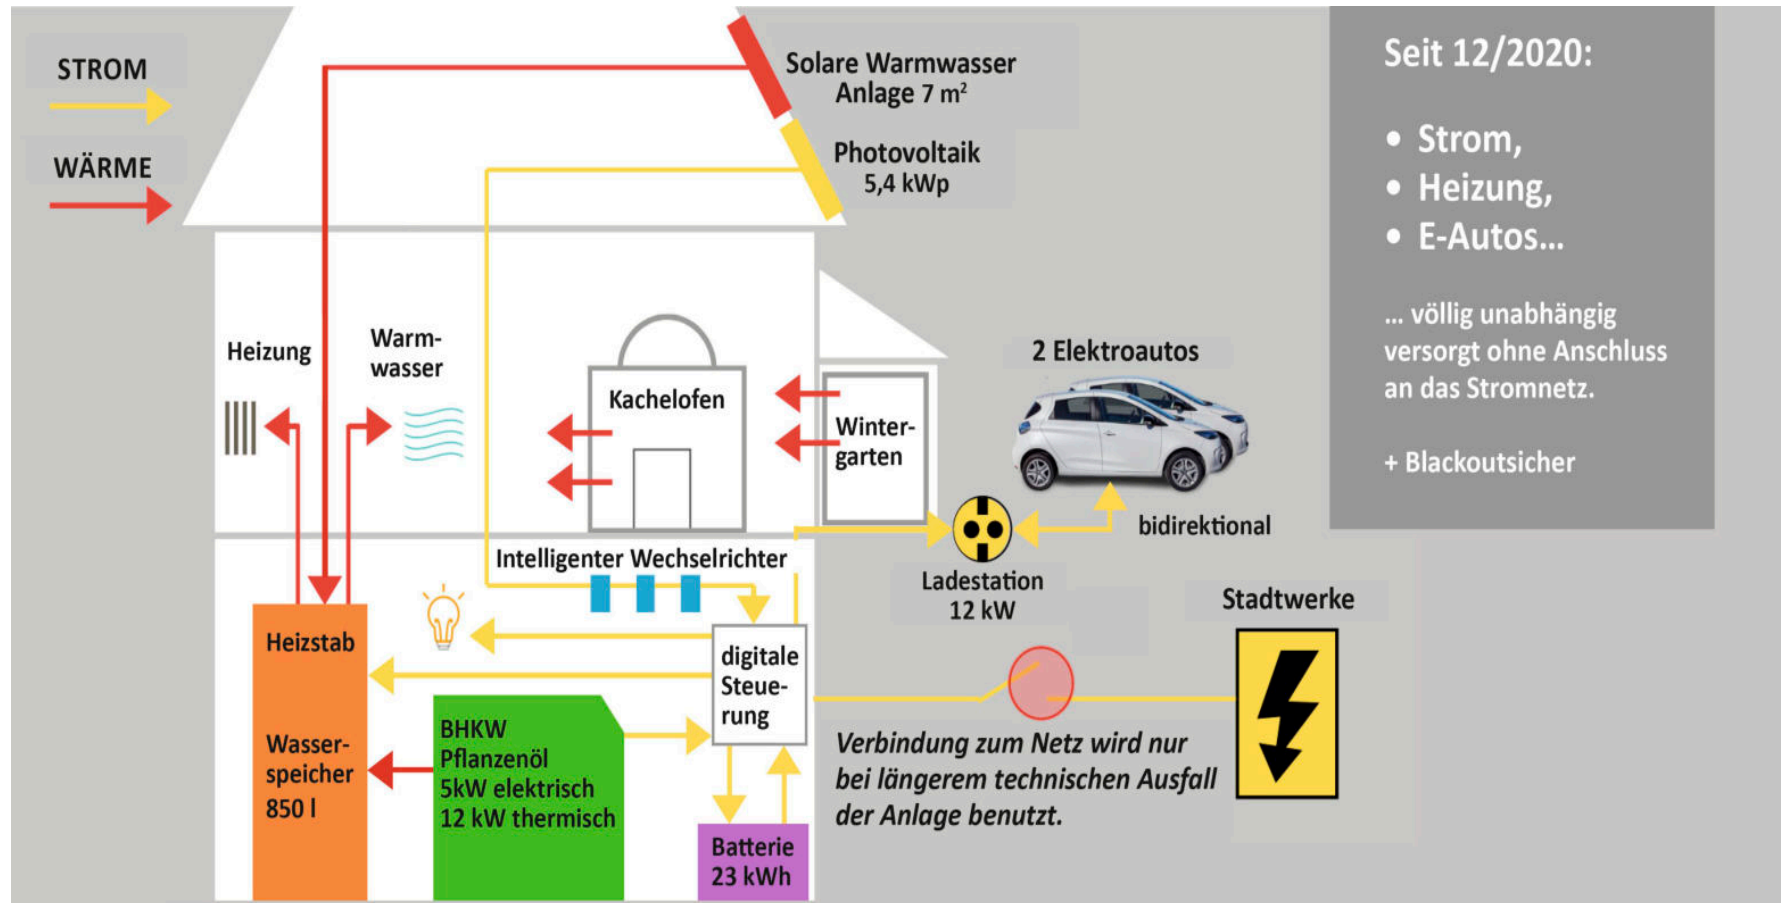 STROM
WÄRME
Solare Warmwasser
Anlage 7 m²
Photovoltaik
5,4 kWp
Seit 12/2020:
• Strom,
• Heizung,
• E-Autos...
... völlig unabhängig
versorgt ohne Anschluss
an das Stromnetz.
+ Blackoutsicher
Heizung
Warm-
wasser
Kachelofen
Winter-
garten
2 Elektroautos
bidirektional
Ladestation
12 kW
Intelligenter Wechselrichter
Stadtwerke
Heizstab
digitale
Steue-
rung
Wasser-
speicher
850 l
BHKW
Pflanzenöl
5kW elektrisch
12 kW thermisch
Verbindung zum Netz wird nur
bei längerem technischen Ausfall
der Anlage benutzt.
Batterie
23 kWh